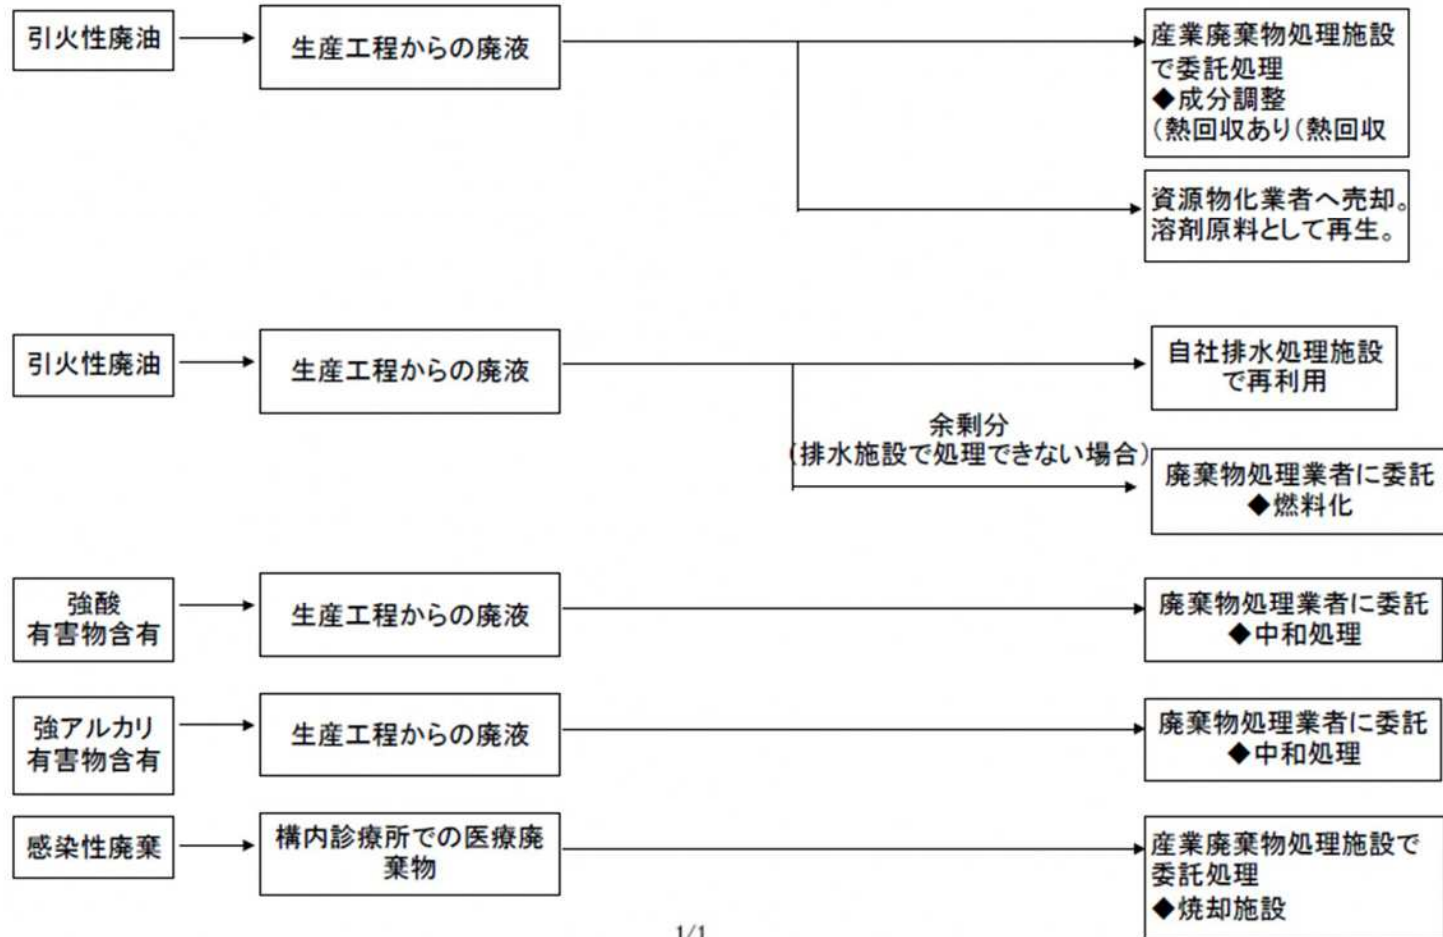 引火性廃油
生産工程からの廃液
産業廃棄物処理施設
で委託処理
◆成分調整
(熱回収あり(熱回収
資源物化業者へ売却。
溶剤原料として再生。
引火性廃油
生産工程からの廃液
自社排水処理施設
で再利用
余剰分
(排水施設で処理できない場合)
廃棄物処理業者に委託
◆燃料化
強酸
有害物含有
生産工程からの廃液
廃棄物処理業者に委託
◆中和処理
強アルカリ
有害物含有
生産工程からの廃液
廃棄物処理業者に委託
◆中和処理
感染性廃棄
構内診療所での医療廃
棄物
産業廃棄物処理施設で
委託処理
◆焼却施設
1/1